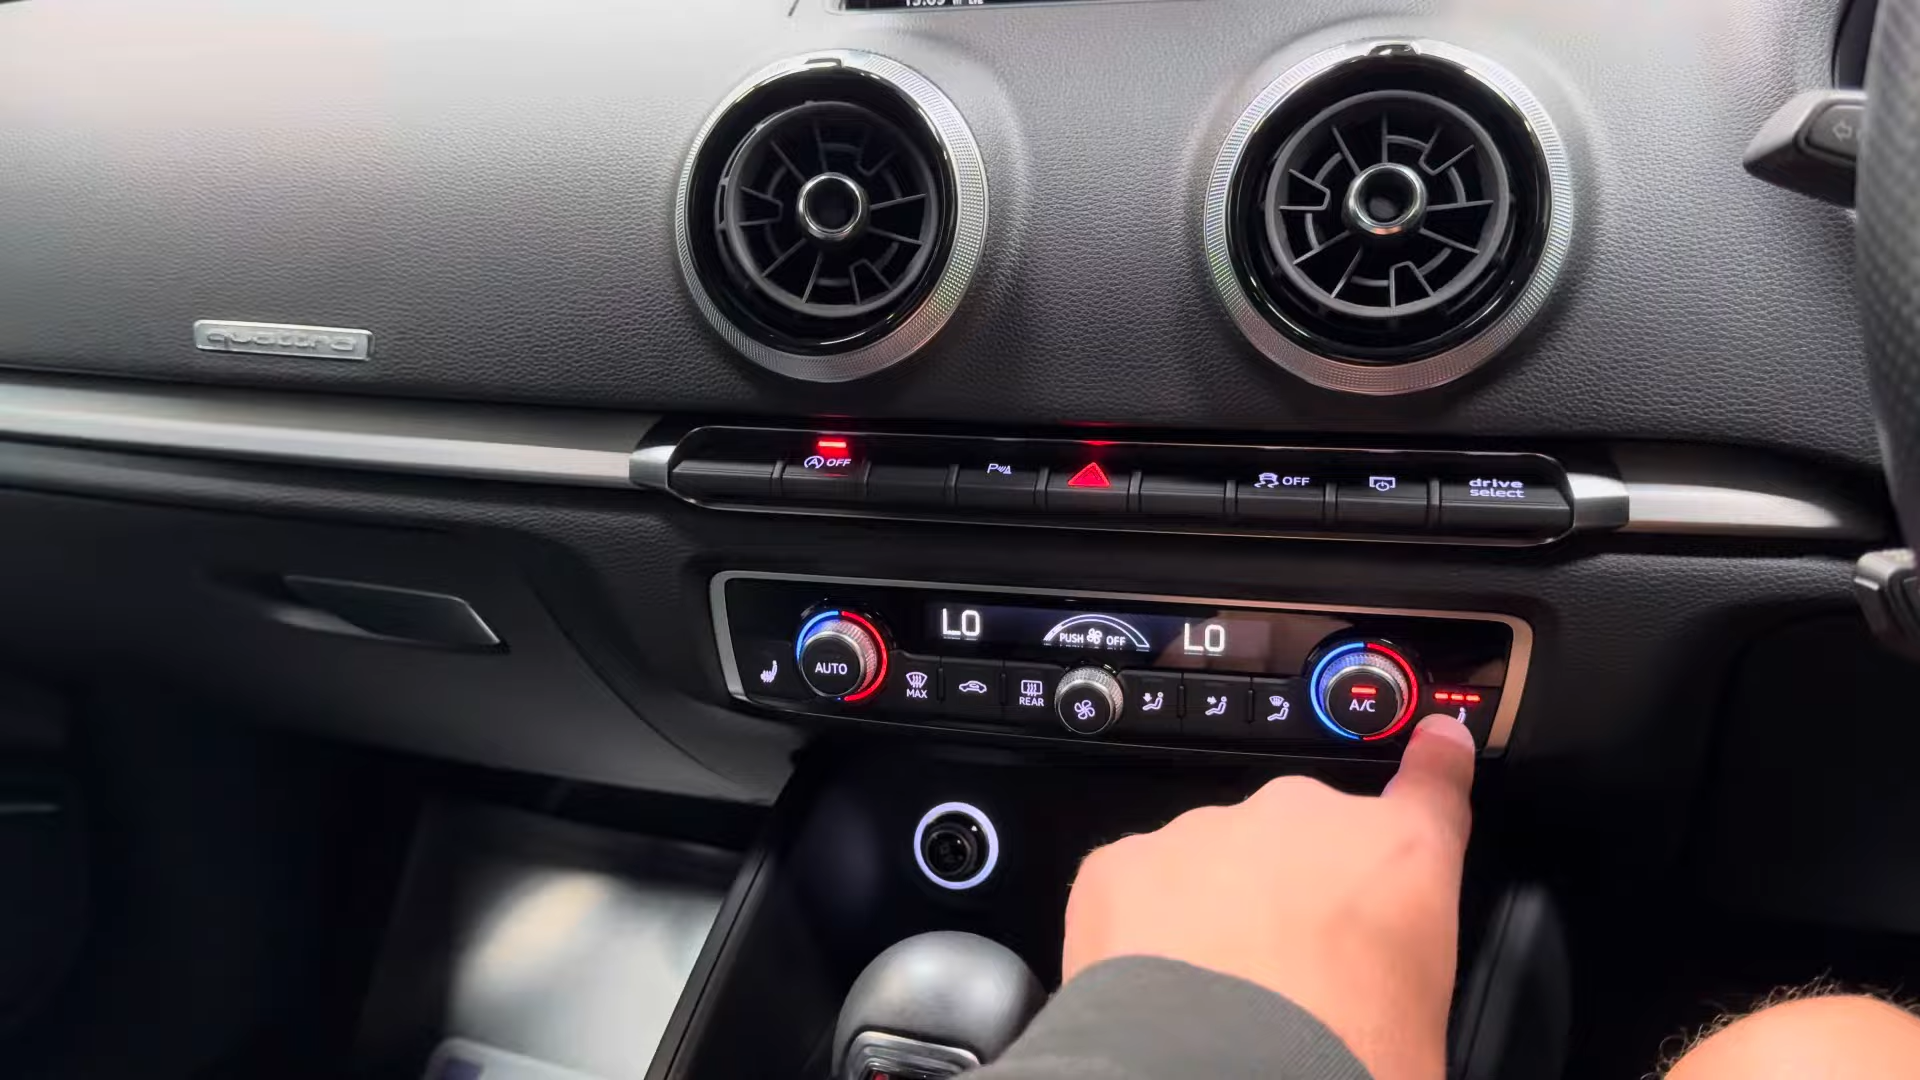 quattro
OFF
P
OFF
drive
select
LO
PUSH OFF
LO
AUTO
MAX
REAR
A/C